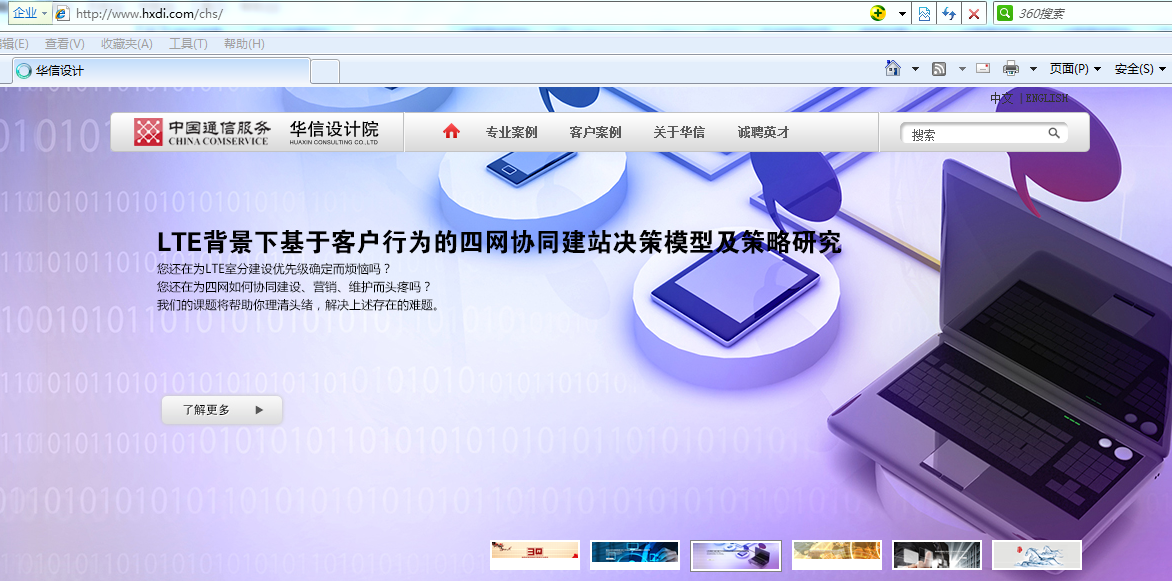 企业 http://www.hxdi.com/chs/ 360搜索
辑(E) 查看(V) 收藏夹(A) 工具(T) 帮助(H)
华信设计 页面(P) 安全(S)
中文 | ENGLISH
中国通信服务 华信设计院 专业案例 客户案例 关于华信 诚聘英才 搜索
CHINA COMSERVICE HUAXIN CONSULTING CO.,LTD
LTE背景下基于客户行为的四网协同建站决策模型及策略研究
您还在为LTE室分建设优先级确定而烦恼吗？
您还在为四网如何协同建设、营销、维护而头疼吗？
我们的课题将帮助你理清头绪，解决上述存在的难题。
了解更多